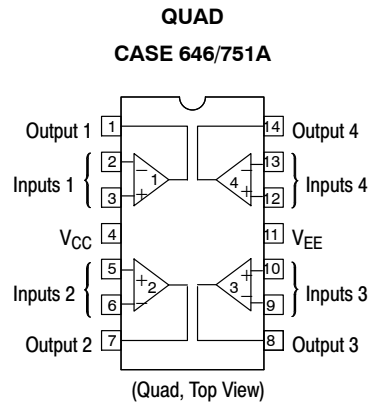 QUAD
CASE 646/751A
Output 1 1 14 Output 4
2 − − 13
Inputs 1 1 4 Inputs 4
3 + + 12
VCC 4 11 VEE
5 + + 10
Inputs 2 2 3 Inputs 3
6 − − 9
Output 2 7 8 Output 3
(Quad, Top View)